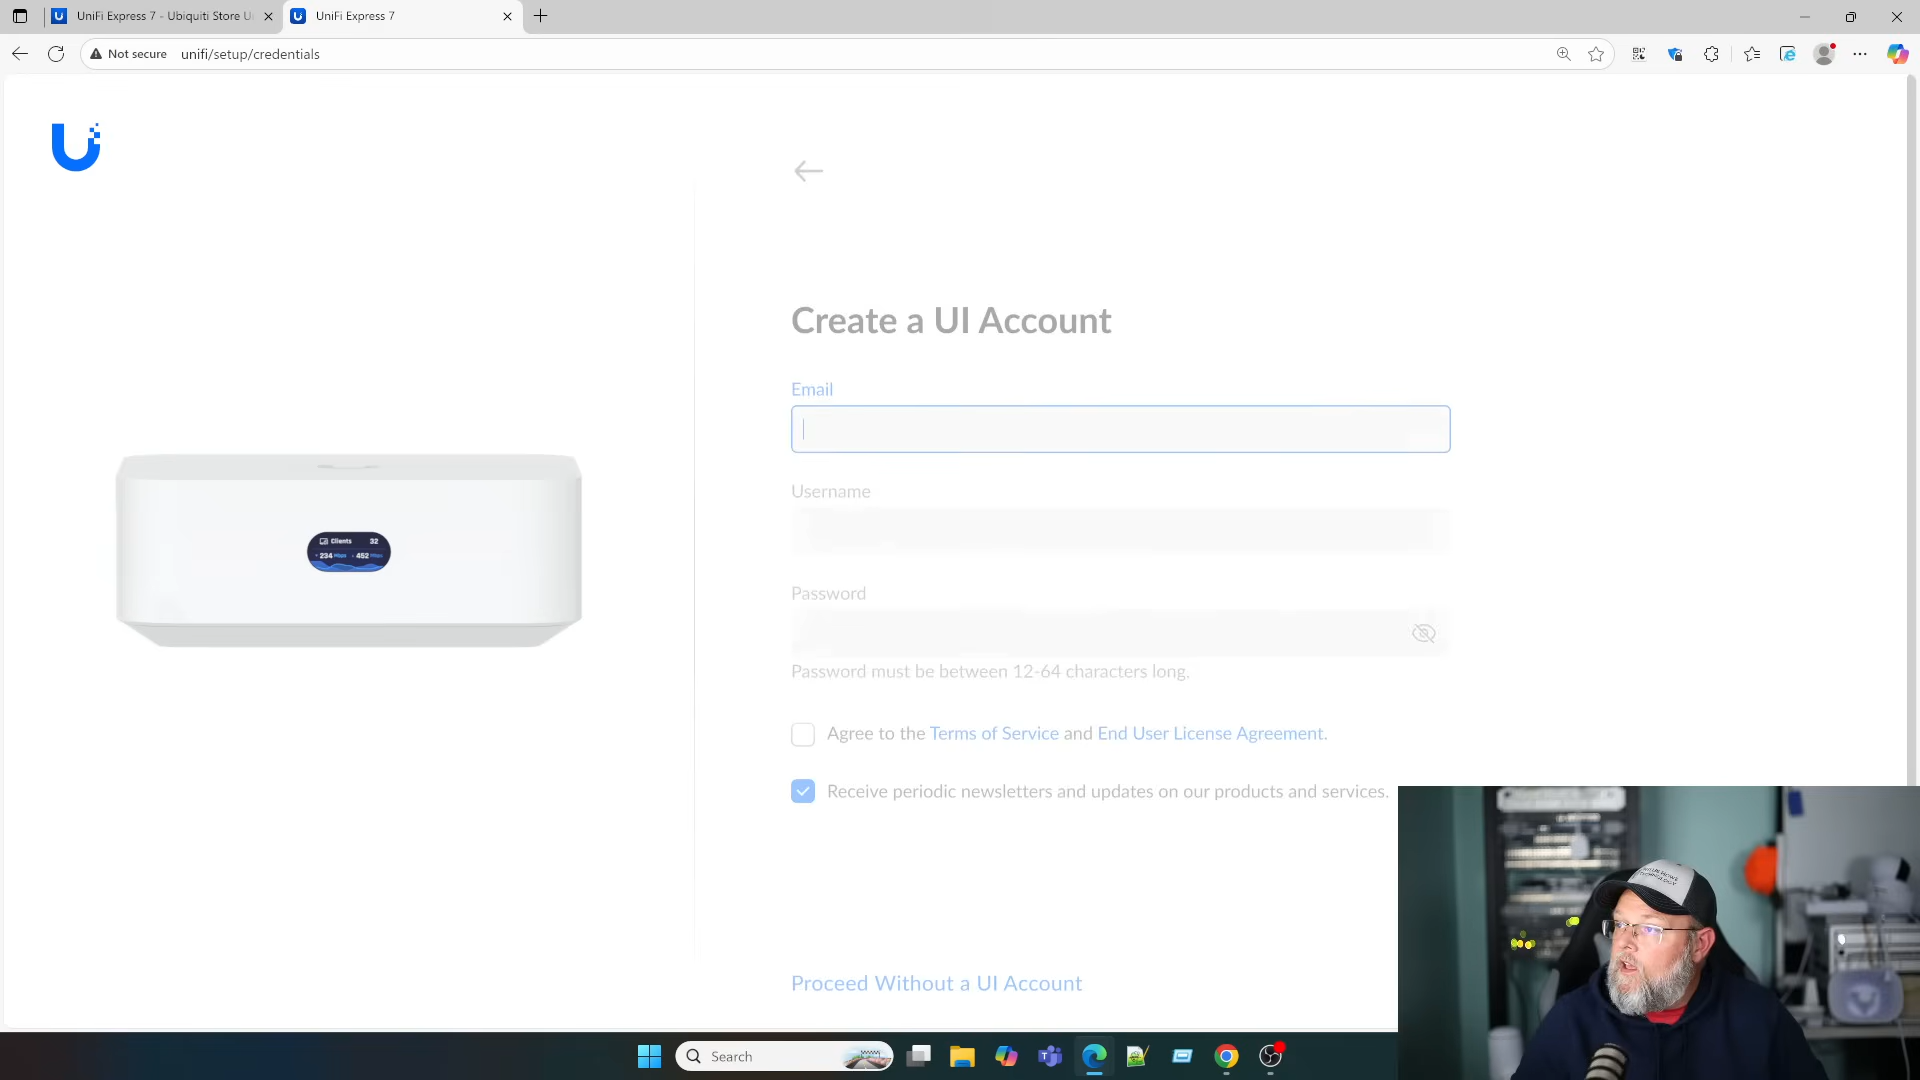 UniFi Express 7 - Ubiquiti Store U
UniFi Express 7
Not secure
unifi/setup/credentials
Create a UI Account
Email
Username
Password
Password must be between 12-64 characters long.
Agree to the Terms of Service and End User License Agreement.
Receive periodic newsletters and updates on our products and services.
Proceed Without a UI Account
Clients 32
234 Mbps 452 Mbps
Search